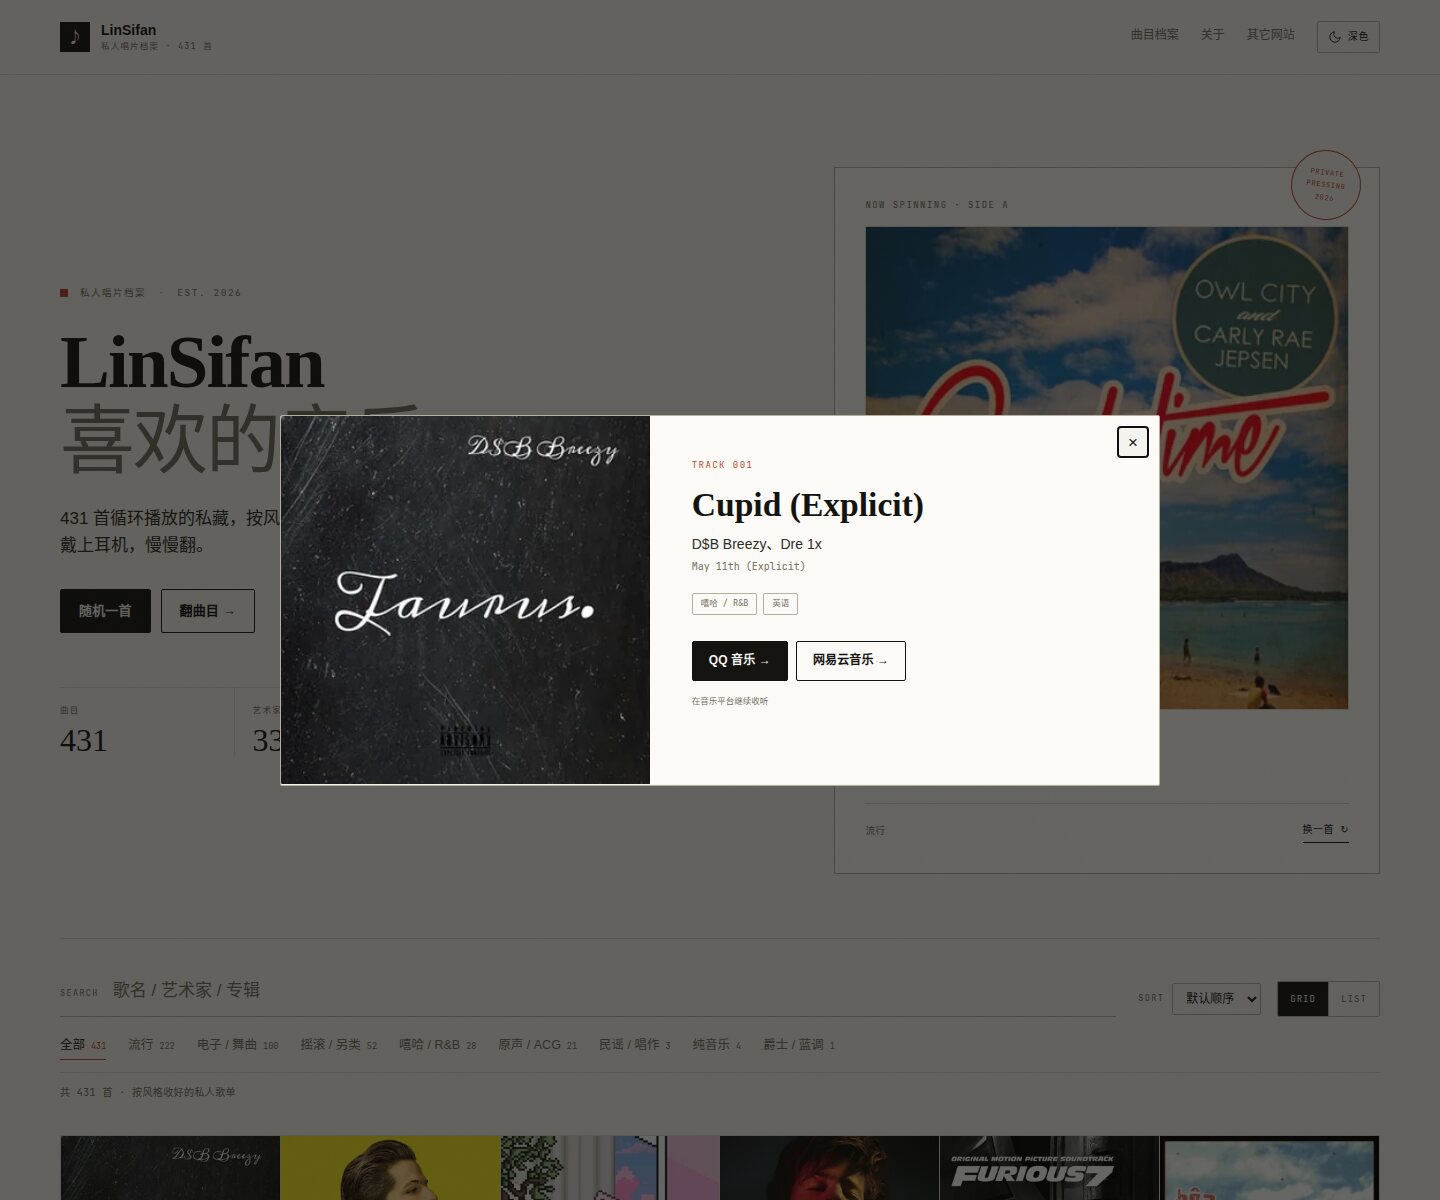 ♪
LinSifan
私人唱片档案 · 431 首
曲目档案
关于
其它网站
深色
PRIVATE
PRESSING
2026
NOW SPINNING · SIDE A
OWL CITY
and
CARLY RAE
JEPSEN
私人唱片档案 · EST. 2026
LinSifan
喜欢的音乐
431 首循环播放的私藏，按风
戴上耳机，慢慢翻。
随机一首
翻曲目 →
曲目
431
艺术家
33
D$B Breezy
Taurus.
×
TRACK 001
Cupid (Explicit)
D$B Breezy、Dre 1x
May 11th (Explicit)
嘻哈 / R&B
英语
QQ 音乐 →
网易云音乐 →
在音乐平台继续收听
流行
换一首 ↻
SEARCH
歌名 / 艺术家 / 专辑
SORT
默认顺序
GRID
LIST
全部 431
流行 222
电子 / 舞曲 100
摇滚 / 另类 52
嘻哈 / R&B 28
原声 / ACG 21
民谣 / 唱作 3
纯音乐 4
爵士 / 蓝调 1
共 431 首 · 按风格收好的私人歌单
D$B Breezy
ORIGINAL MOTION PICTURE SOUNDTRACK
FURIOUS7